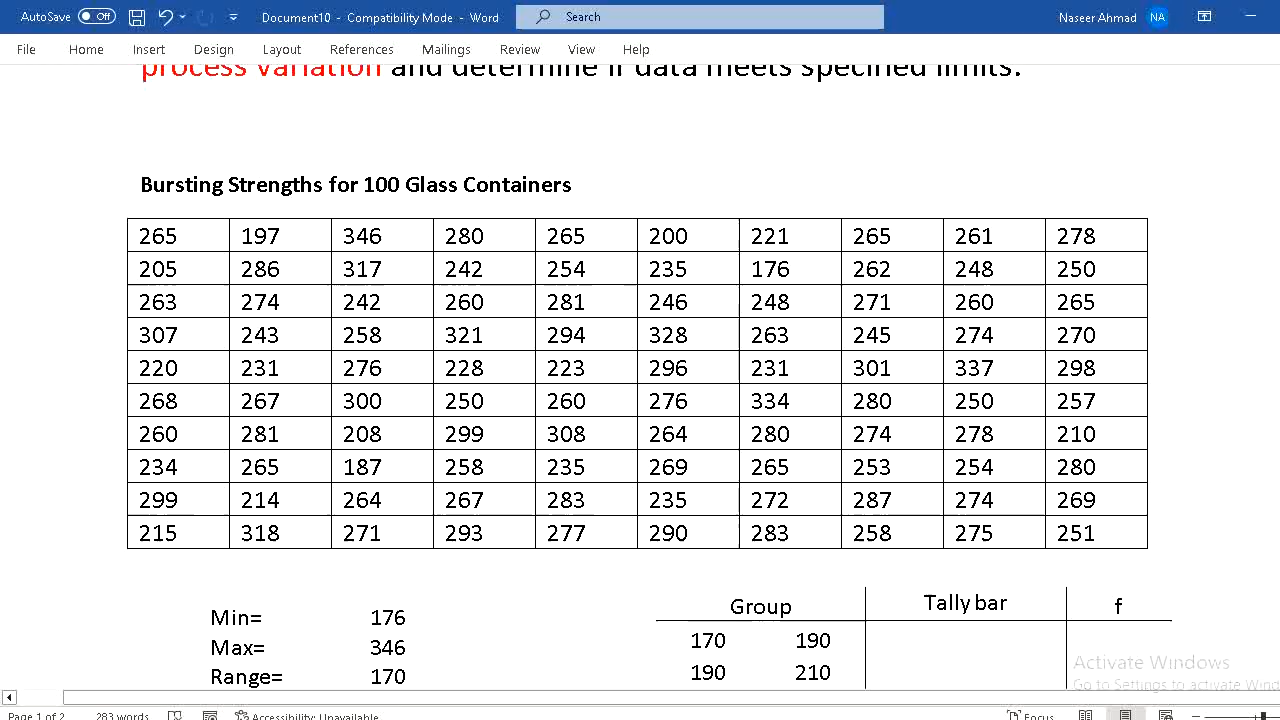 AutoSave Off Document10 - Compatibility Mode - Word Search Naseer Ahmad NA
File Home Insert Design Layout References Mailings Review View Help
process variation and determine if data meets specified limits.
Bursting Strengths for 100 Glass Containers
265 197 346 280 265 200 221 265 261 278
205 286 317 242 254 235 176 262 248 250
263 274 242 260 281 246 248 271 260 265
307 243 258 321 294 328 263 245 274 270
220 231 276 228 223 296 231 301 337 298
268 267 300 250 260 276 334 280 250 257
260 281 208 299 308 264 280 274 278 210
234 265 187 258 235 269 265 253 254 280
299 214 264 267 283 235 272 287 274 269
215 318 271 293 277 290 283 258 275 251
Group Tally bar f
Min= 176
170 190
Max= 346
190 210
Range= 170
Activate Windows
Go to Settings to activate Wind
Page 1 of 2 283 words Accessibility: Unavailable Focus